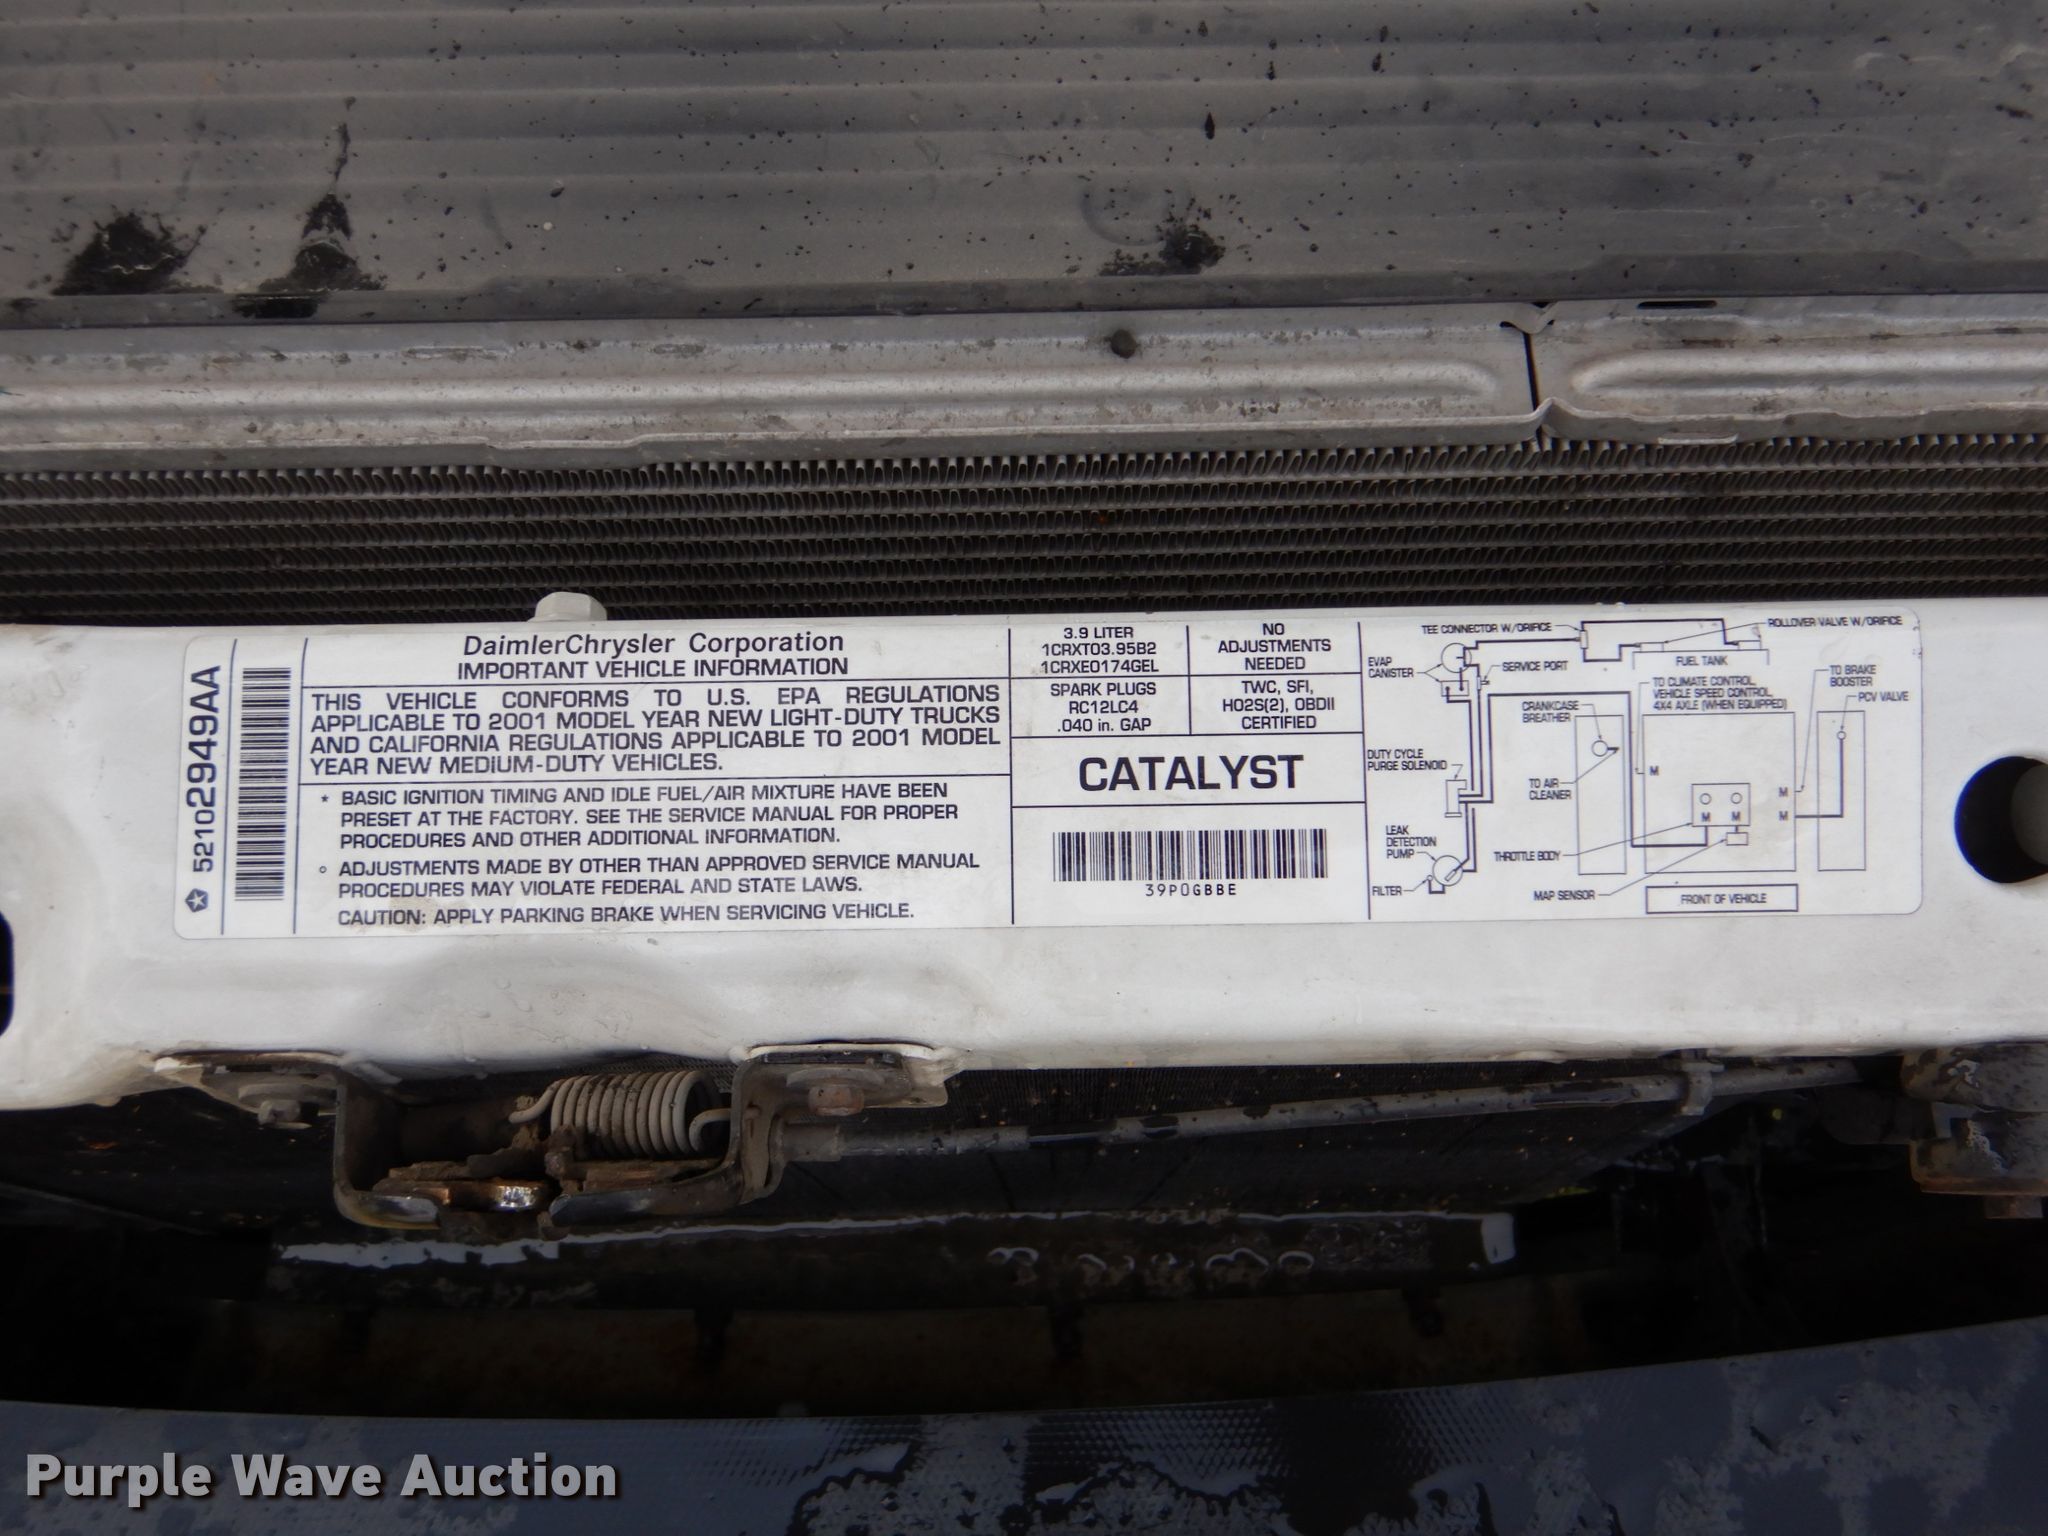 52102949AA
DaimlerChrysler Corporation
IMPORTANT VEHICLE INFORMATION
THIS VEHICLE CONFORMS TO U.S. EPA REGULATIONS
APPLICABLE TO 2001 MODEL YEAR NEW LIGHT-DUTY TRUCKS
AND CALIFORNIA REGULATIONS APPLICABLE TO 2001 MODEL
YEAR NEW MEDIUM-DUTY VEHICLES.
* BASIC IGNITION TIMING AND IDLE FUEL/AIR MIXTURE HAVE BEEN
PRESET AT THE FACTORY. SEE THE SERVICE MANUAL FOR PROPER
PROCEDURES AND OTHER ADDITIONAL INFORMATION.
° ADJUSTMENTS MADE BY OTHER THAN APPROVED SERVICE MANUAL
PROCEDURES MAY VIOLATE FEDERAL AND STATE LAWS.
CAUTION: APPLY PARKING BRAKE WHEN SERVICING VEHICLE.
3.9 LITER
1CRXT03.95B2
1CRXE0174GEL
NO
ADJUSTMENTS
NEEDED
SPARK PLUGS
RC12LC4
.040 in. GAP
TWC, SFI,
HO2S(2), OBDII
CERTIFIED
CATALYST
39P0GBBE
TEE CONNECTOR W/ORIFICE
ROLLOVER VALVE W/ORIFICE
EVAP
CANISTER
SERVICE PORT
FUEL TANK
TO CLIMATE CONTROL,
VEHICLE SPEED CONTROL,
4X4 AXLE (WHEN EQUIPPED)
TO BRAKE
BOOSTER
PCV VALVE
CRANKCASE
BREATHER
DUTY CYCLE
PURGE SOLENOID
M
TO AIR
CLEANER
M
M M
M
LEAK
DETECTION
PUMP
THROTTLE BODY
FILTER
MAP SENSOR
FRONT OF VEHICLE
Purple Wave Auction